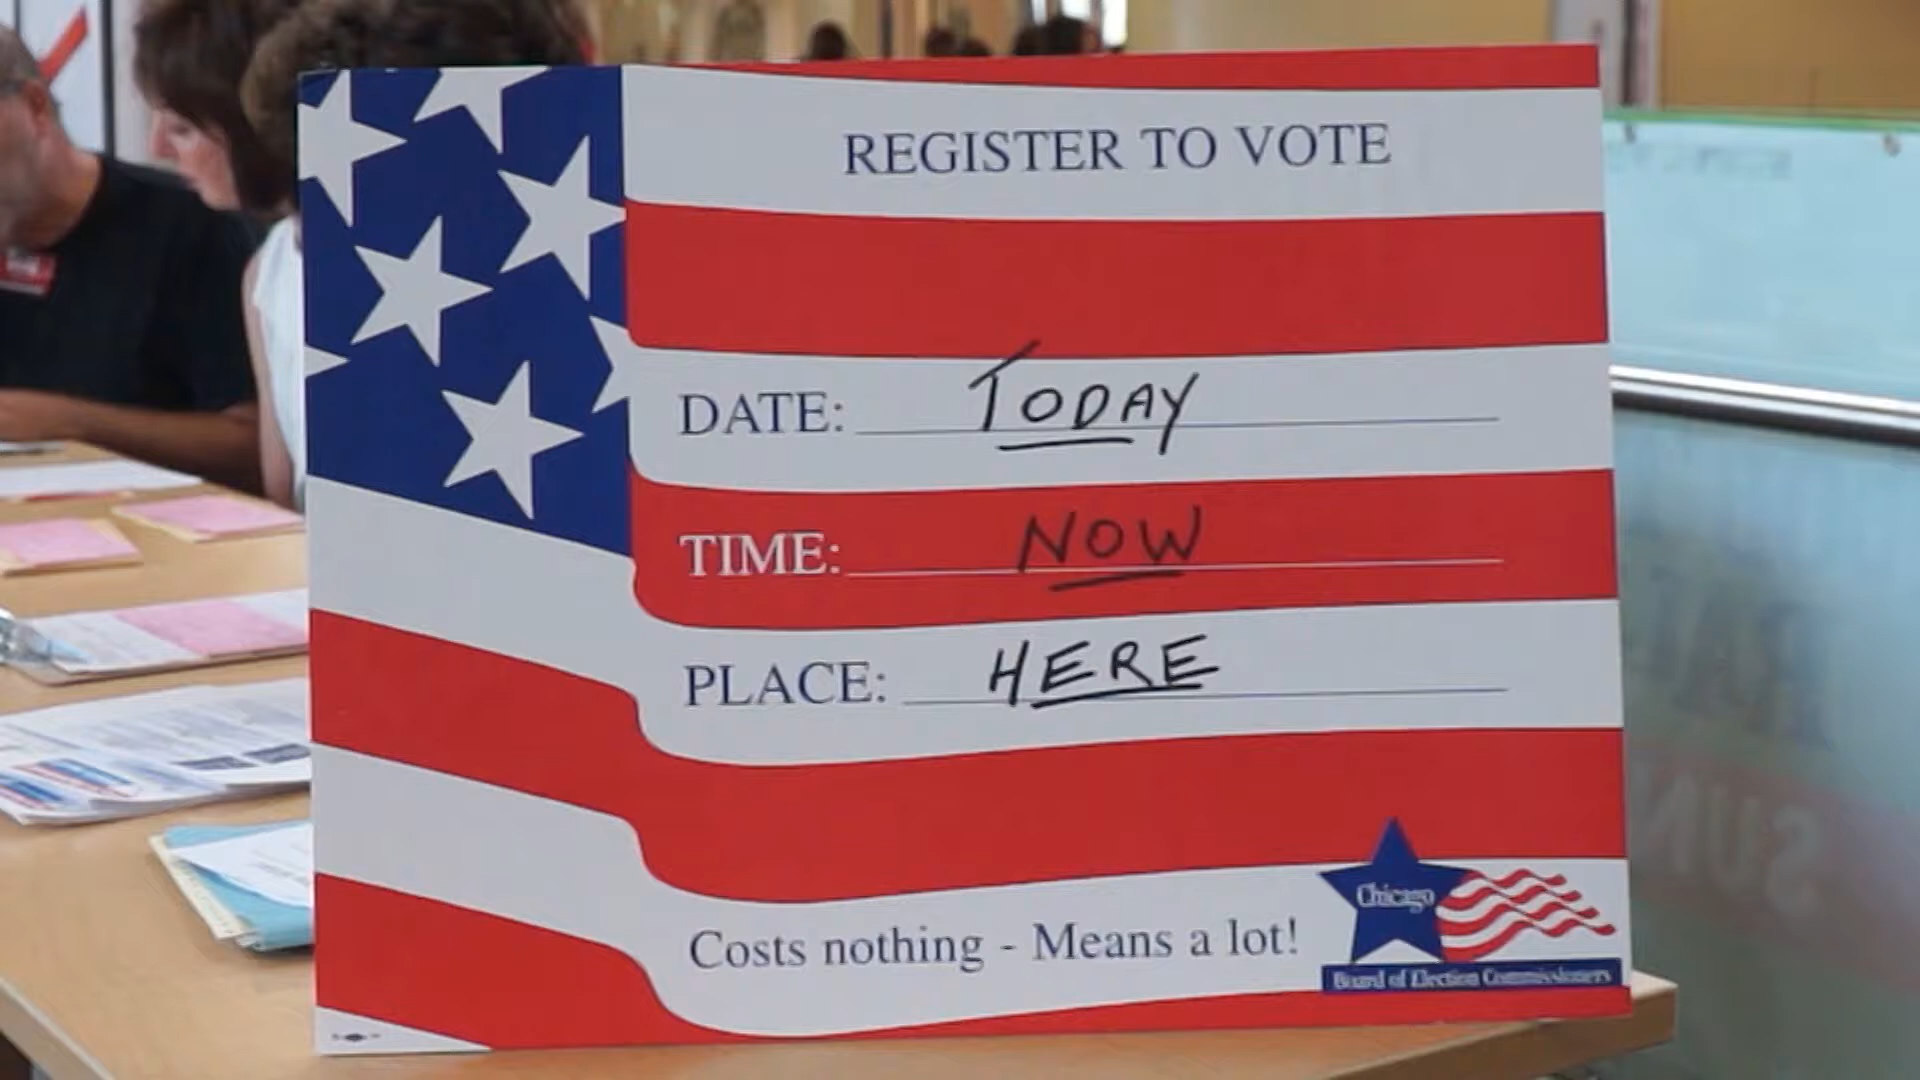 REGISTER TO VOTE
DATE: TODAY
TIME: NOW
PLACE: HERE
Costs nothing - Means a lot!
Chicago
Board of Election Commissioners